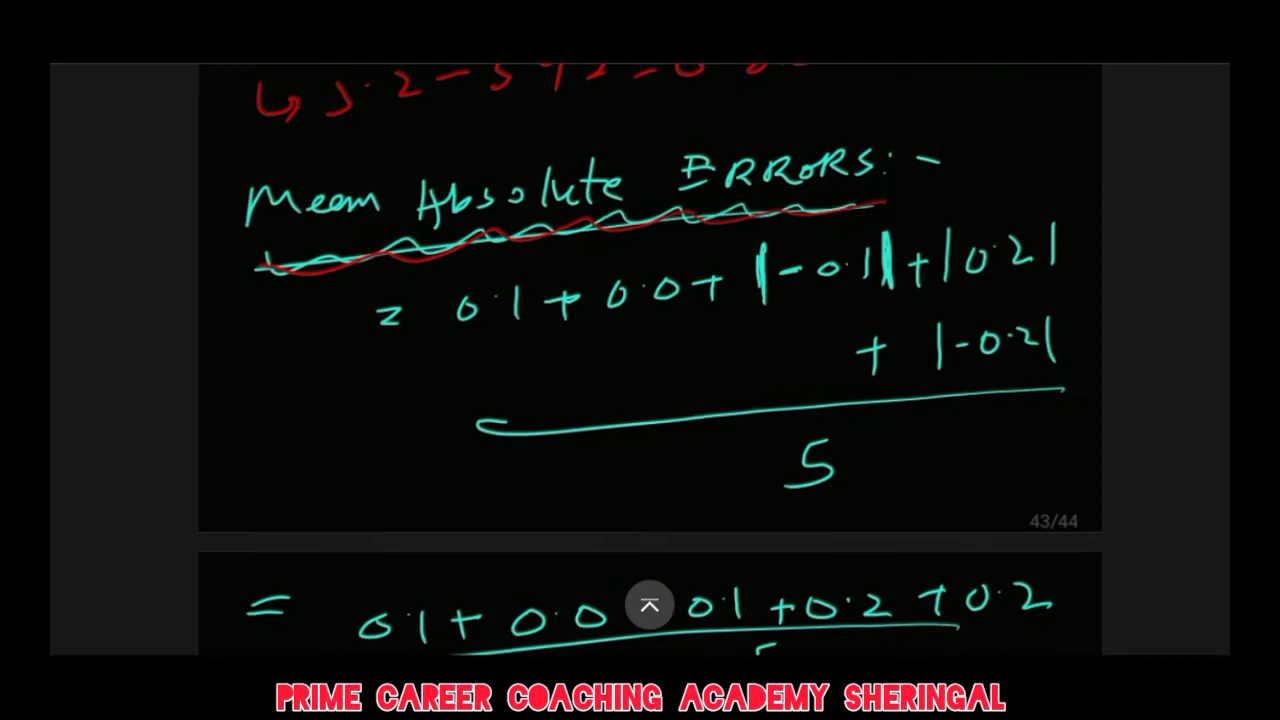 Mean Absolute ERRORS:-
= 0.1 + 0.0 + |-0.1| + |0.2|
+ |-0.2|
5
43/44
= 0.1 + 0.0 0.1 + 0.2 + 0.2
PRIME CAREER COACHING ACADEMY SHERINGAL